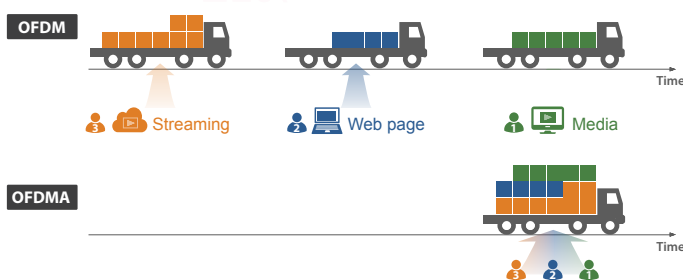 OFDM
Time
3 Streaming
2 Web page
1 Media
OFDMA
Time
3 2 1